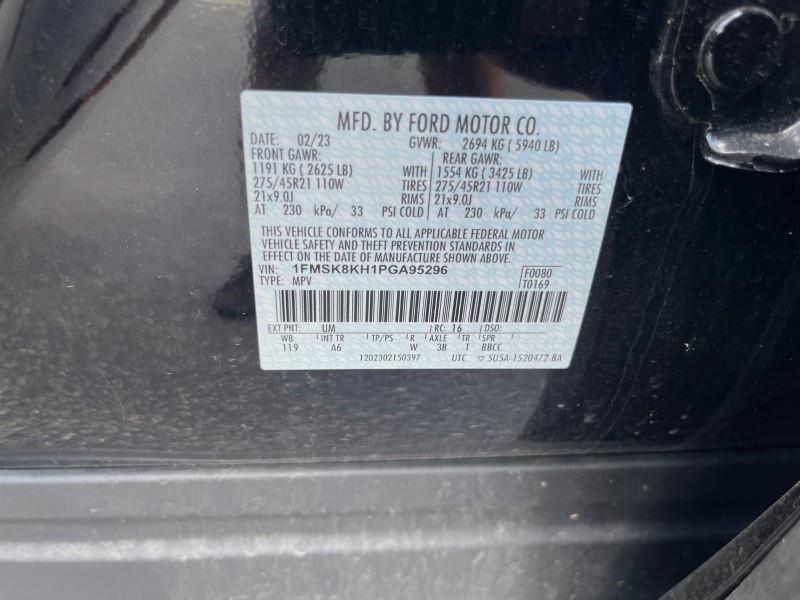 MFD. BY FORD MOTOR CO.
DATE: 02/23 GVWR: 2694 KG ( 5940 LB)
FRONT GAWR: REAR GAWR:
1191 KG ( 2625 LB) WITH 1554 KG ( 3425 LB) WITH
275/45R21 110W TIRES 275/45R21 110W TIRES
21x9.0J RIMS 21x9.0J RIMS
AT 230 kPa/ 33 PSI COLD AT 230 kPa/ 33 PSI COLD
THIS VEHICLE CONFORMS TO ALL APPLICABLE FEDERAL MOTOR
VEHICLE SAFETY AND THEFT PREVENTION STANDARDS IN
EFFECT ON THE DATE OF MANUFACTURE SHOWN ABOVE.
VIN: 1FMSK8KH1PGA95296 F0080
TYPE: MPV T0169
EXT PNT: UM RC: 16 DSO:
WB INT TR TP/PS R AXLE TR SPR
119 A6 W 3B T BBCC
1202302150397 UTC ▽ 5U5A-1520472-BA